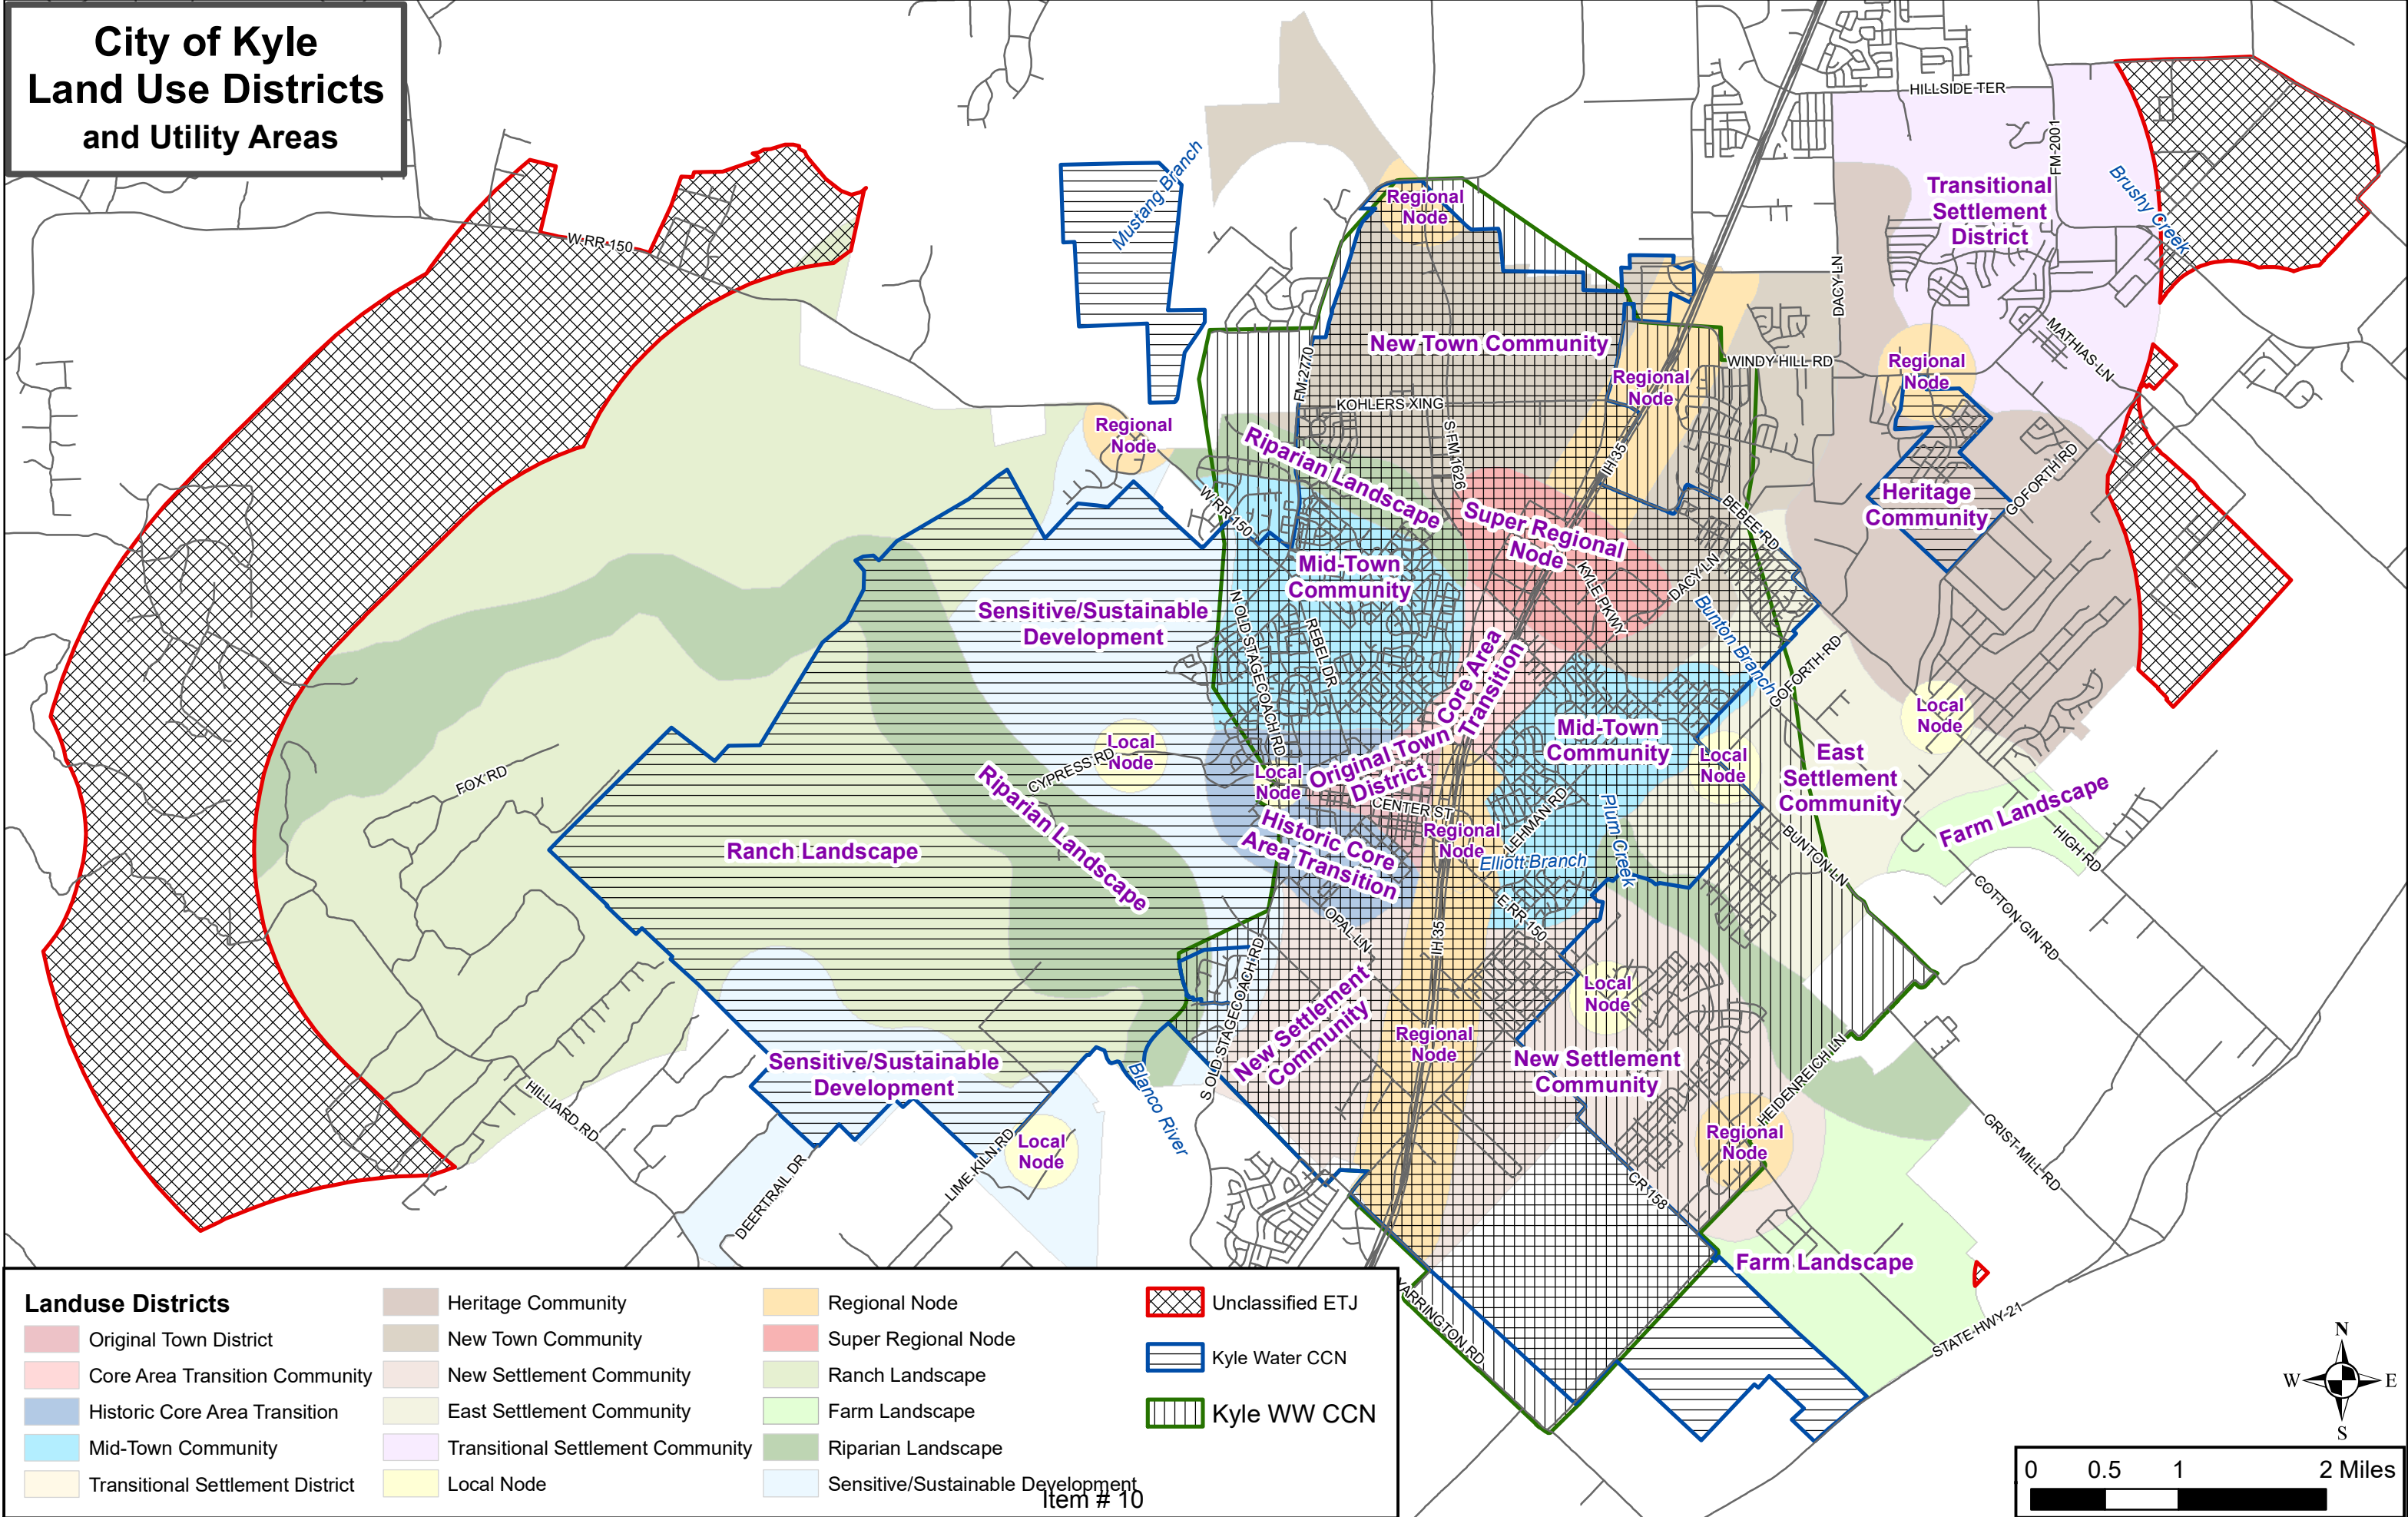 City of Kyle
Land Use Districts
and Utility Areas
HILLSIDE TER
FM-2001
Brushy Creek
Mustang Branch
Transitional
Settlement
District
Regional
Node
W RR 150
DACY LN
MATHIAS LN
New Town Community
WINDY HILL RD
Regional
Node
Regional
Node
FM-2770
KOHLERS XING
S FM 1626
IH 35
Regional
Node
Riparian Landscape
Super Regional
Node
Heritage
Community
GOFORTH RD
W RR 150
BEBEE RD
Mid-Town
Community
KYLE PKWY
DACY LN
Bunton Branch
Sensitive/Sustainable
Development
N OLD STAGECOACH RD
REBEL DR
Core Area
Transition
GOFORTH RD
Local
Node
Mid-Town
Community
Local
Node
CYPRESS RD
Local
Node
Local
Node
Original Town
District
East
Settlement
Community
FOX RD
Riparian Landscape
CENTER ST
LEHMAN RD
Plum Creek
Farm Landscape
HIGH RD
Ranch Landscape
Historic Core
Area Transition
Regional
Node
Elliott Branch
BUNTON LN
COTTON GIN RD
OPAL LN
E RR 150
IH 35
S OLD STAGECOACH RD
New Settlement
Community
Local
Node
Regional
Node
New Settlement
Community
HEIDENREICH LN
Sensitive/Sustainable
Development
Blanco River
HILLIARD RD
LIME KILN RD
Local
Node
DEERTRAIL DR
Regional
Node
GRIST MILL RD
CR 158
Farm Landscape
YARRINGTON RD
STATE HWY-21
Landuse Districts
Original Town District
Core Area Transition Community
Historic Core Area Transition
Mid-Town Community
Transitional Settlement District
Heritage Community
New Town Community
New Settlement Community
East Settlement Community
Transitional Settlement Community
Local Node
Regional Node
Super Regional Node
Ranch Landscape
Farm Landscape
Riparian Landscape
Sensitive/Sustainable Development
Unclassified ETJ
Kyle Water CCN
Kyle WW CCN
Item # 10
N
W E
S
0 0.5 1 2 Miles